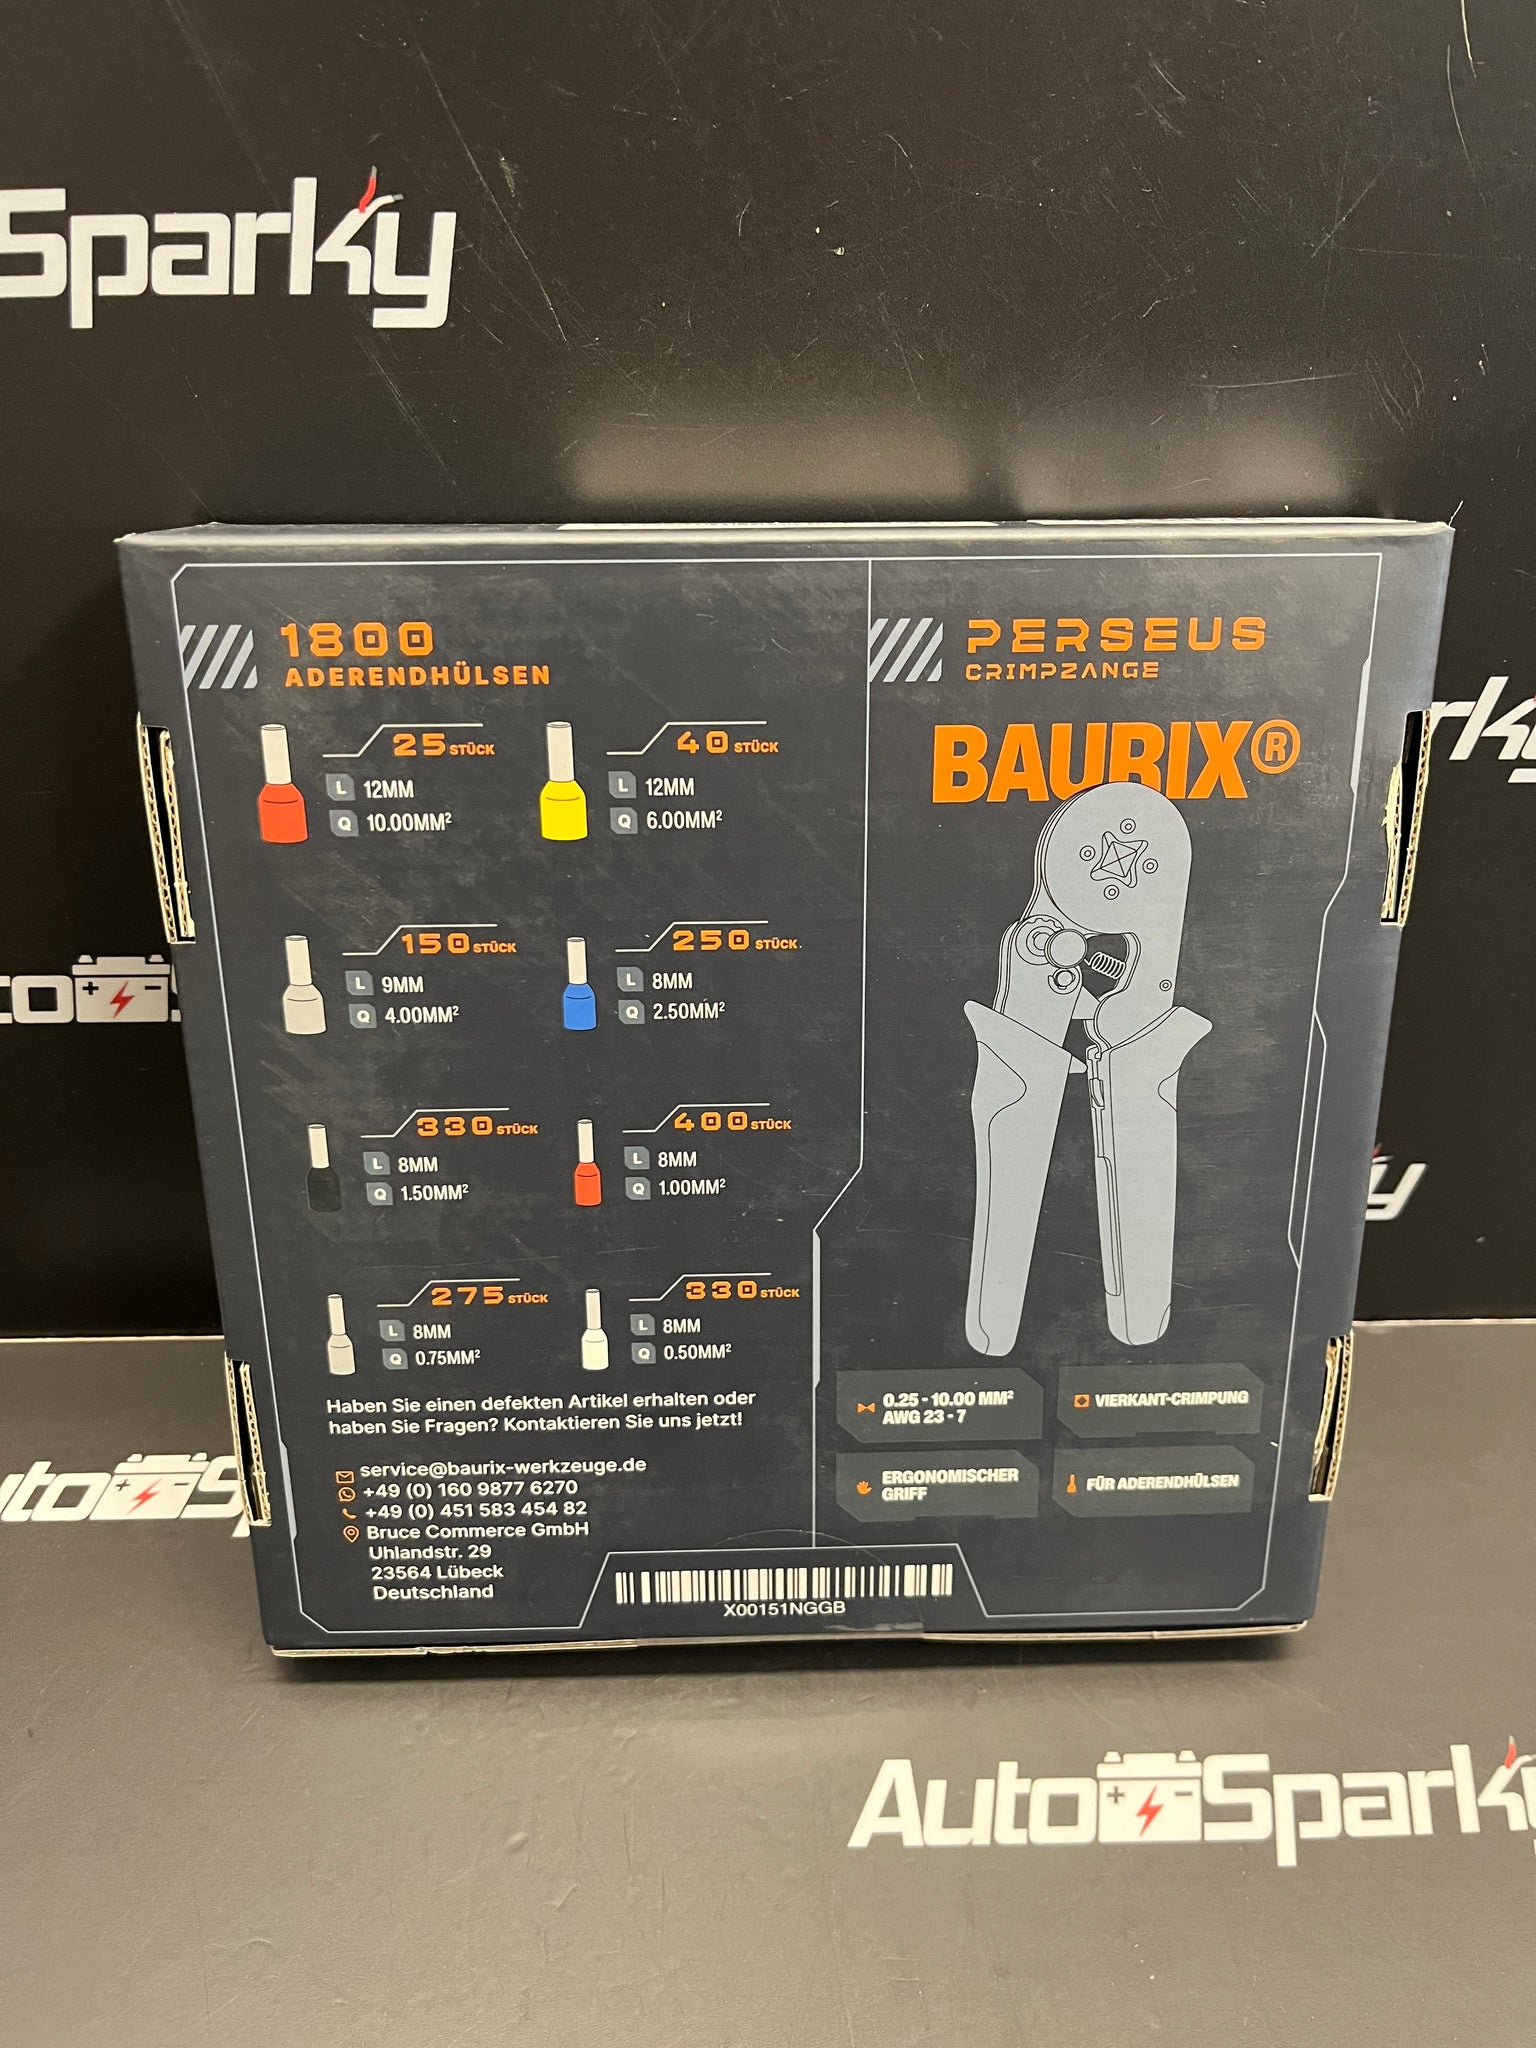 Sparky
1800
ADERENDHÜLSEN
25 STÜCK
L 12MM
Q 10.00MM²
40 STÜCK
L 12MM
Q 6.00MM²
150 STÜCK
L 9MM
Q 4.00MM²
250 STÜCK.
L 8MM
Q 2.50MM²
330 STÜCK
L 8MM
Q 1.50MM²
400 STÜCK
L 8MM
Q 1.00MM²
275 STÜCK
L 8MM
Q 0.75MM²
330 STÜCK
L 8MM
Q 0.50MM²
Haben Sie einen defekten Artikel erhalten oder
haben Sie Fragen? Kontaktieren Sie uns jetzt!
service@baurix-werkzeuge.de
+49 (0) 160 9877 6270
+49 (0) 451 583 454 82
Bruce Commerce GmbH
Uhlandstr. 29
23564 Lübeck
Deutschland
X00151NGGB
PERSEUS
CRIMPZANGE
BAURIX®
0.25 - 10.00 MM²
AWG 23 - 7
VIERKANT-CRIMPUNG
ERGONOMISCHER
GRIFF
FÜR ADERENDHÜLSEN
Auto Sparky